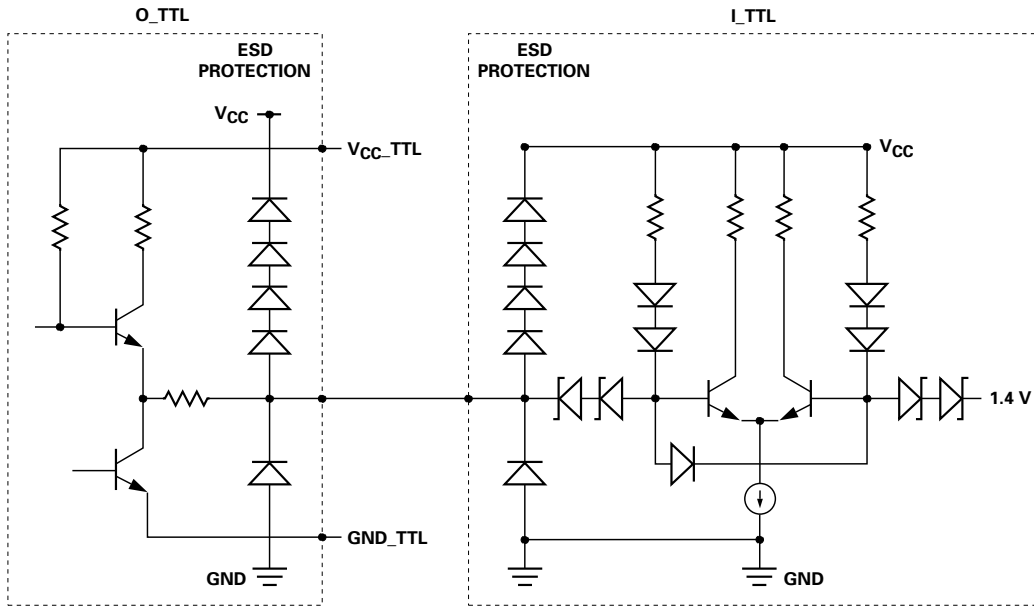 O_TTL
I_TTL
ESD
PROTECTION
ESD
PROTECTION
VCC
VCC_TTL
VCC
1.4 V
GND_TTL
GND
GND